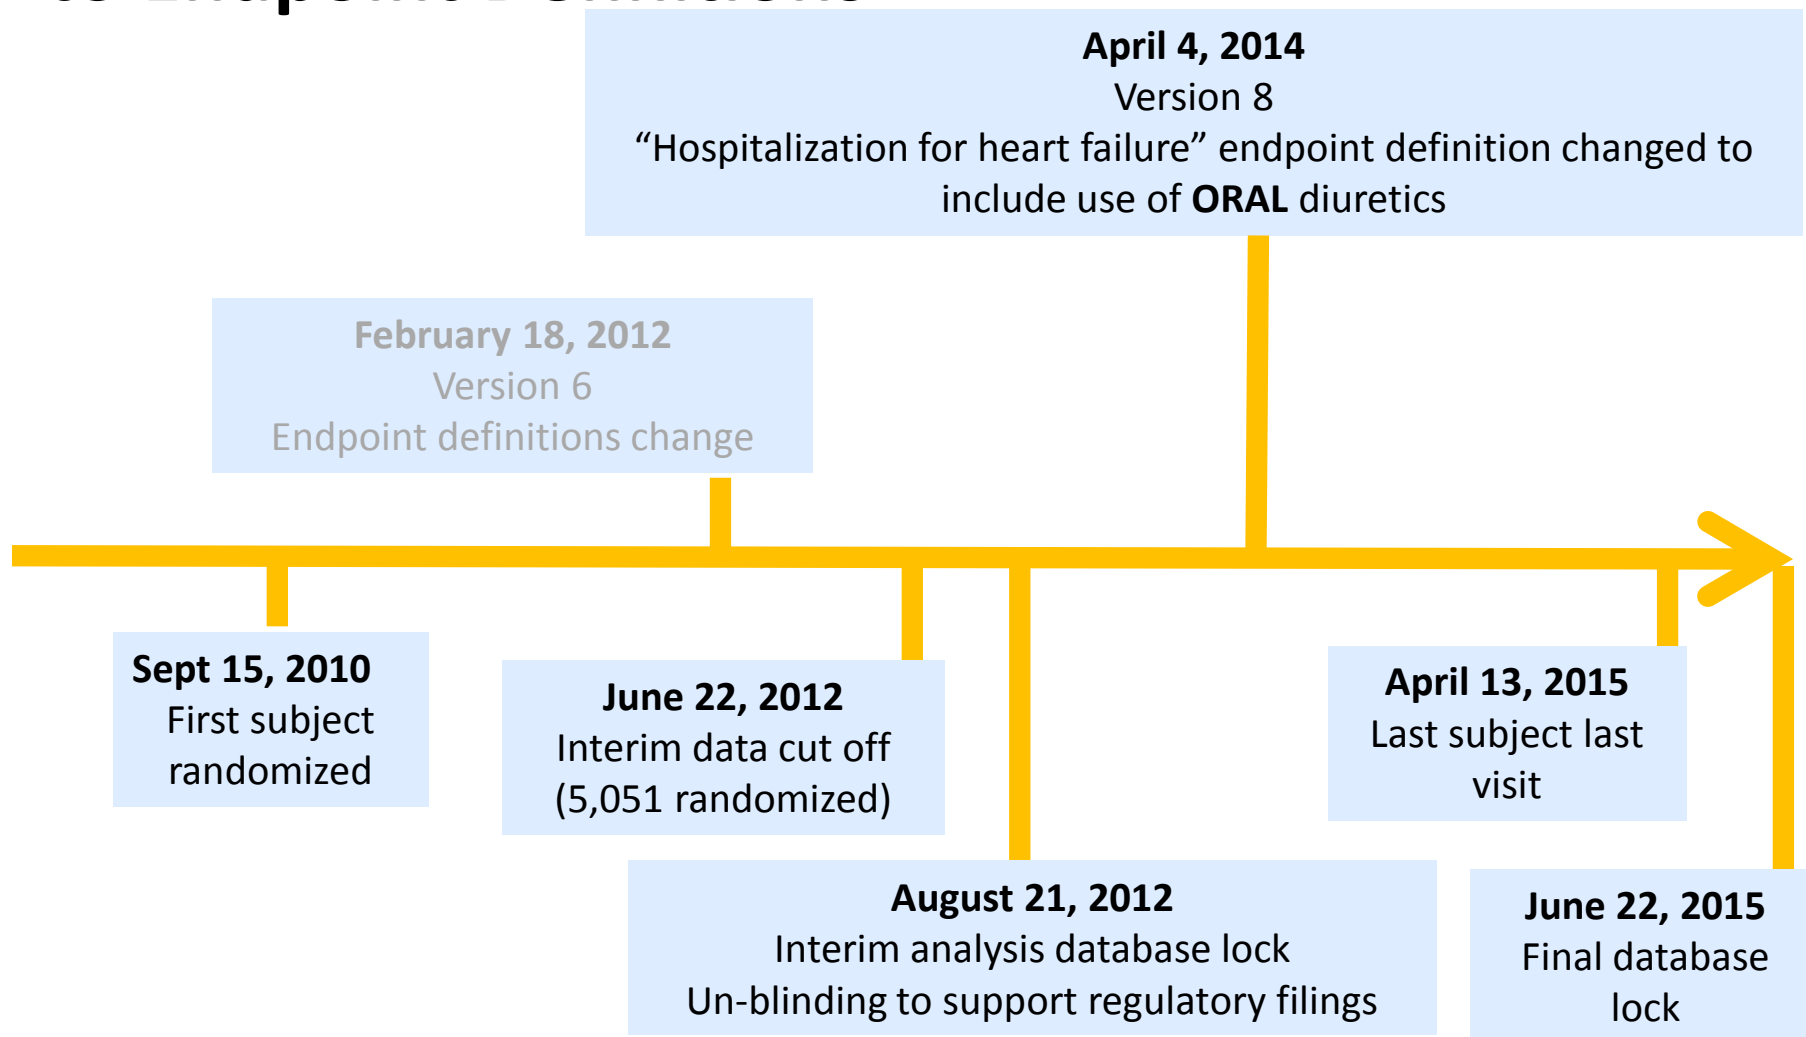 April 4, 2014
Version 8
“Hospitalization for heart failure” endpoint definition changed to
include use of ORAL diuretics
February 18, 2012
Version 6
Endpoint definitions change
Sept 15, 2010
First subject
randomized
June 22, 2012
Interim data cut off
(5,051 randomized)
April 13, 2015
Last subject last
visit
August 21, 2012
Interim analysis database lock
Un-blinding to support regulatory filings
June 22, 2015
Final database
lock